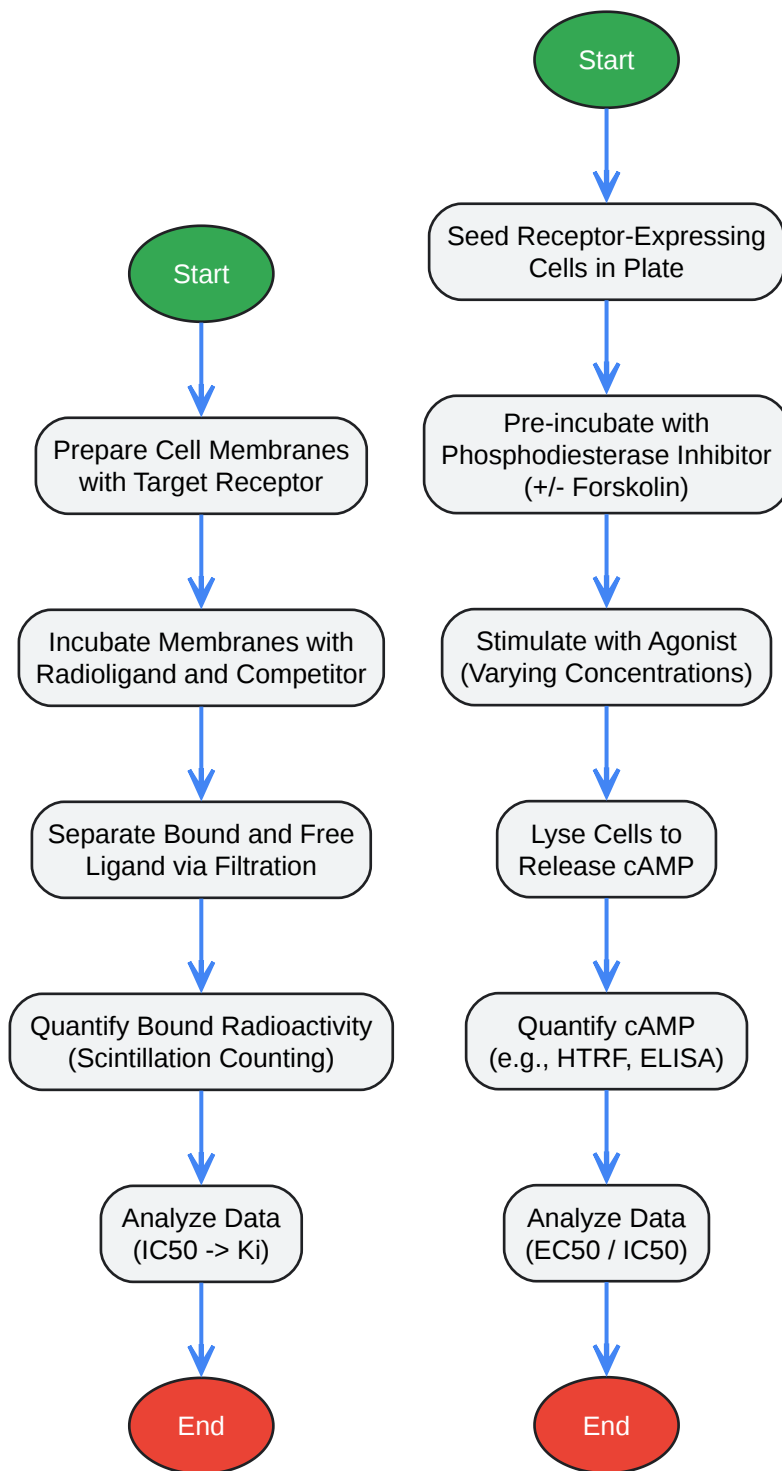 Start
Prepare Cell Membranes
with Target Receptor
Incubate Membranes with
Radioligand and Competitor
Separate Bound and Free
Ligand via Filtration
Quantify Bound Radioactivity
(Scintillation Counting)
Analyze Data
(IC50 -> Ki)
End
Start
Seed Receptor-Expressing
Cells in Plate
Pre-incubate with
Phosphodiesterase Inhibitor
(+/- Forskolin)
Stimulate with Agonist
(Varying Concentrations)
Lyse Cells to
Release cAMP
Quantify cAMP
(e.g., HTRF, ELISA)
Analyze Data
(EC50 / IC50)
End